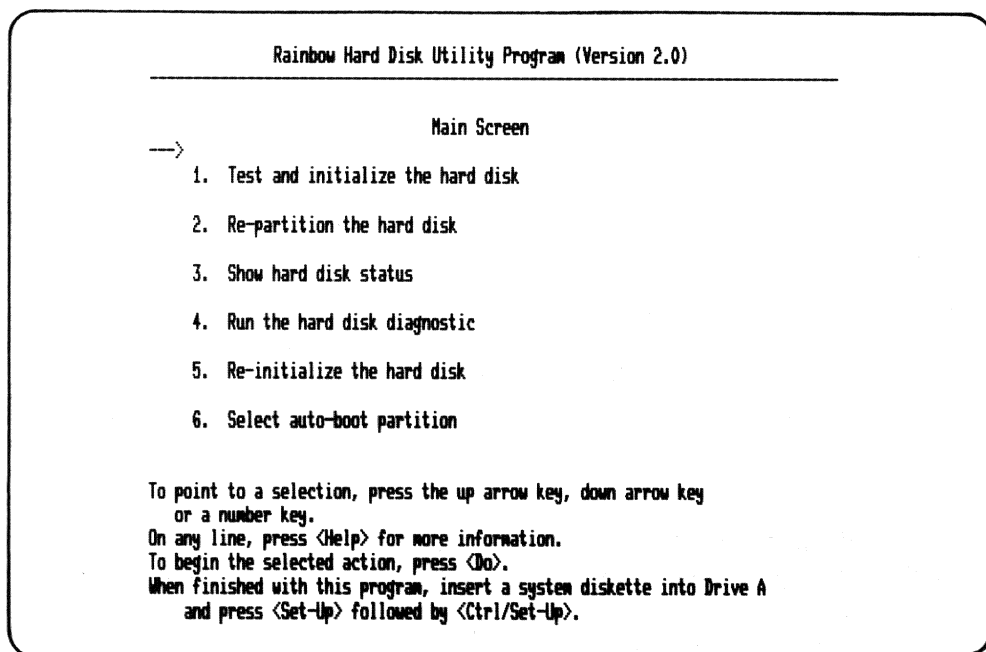 Rainbow Hard Disk Utility Program (Version 2.0)
Main Screen
--->
1. Test and initialize the hard disk
2. Re-partition the hard disk
3. Show hard disk status
4. Run the hard disk diagnostic
5. Re-initialize the hard disk
6. Select auto-boot partition
To point to a selection, press the up arrow key, down arrow key
or a number key.
On any line, press <Help> for more information.
To begin the selected action, press <Do>.
When finished with this program, insert a system diskette into Drive A
and press <Set-Up> followed by <Ctrl/Set-Up>.